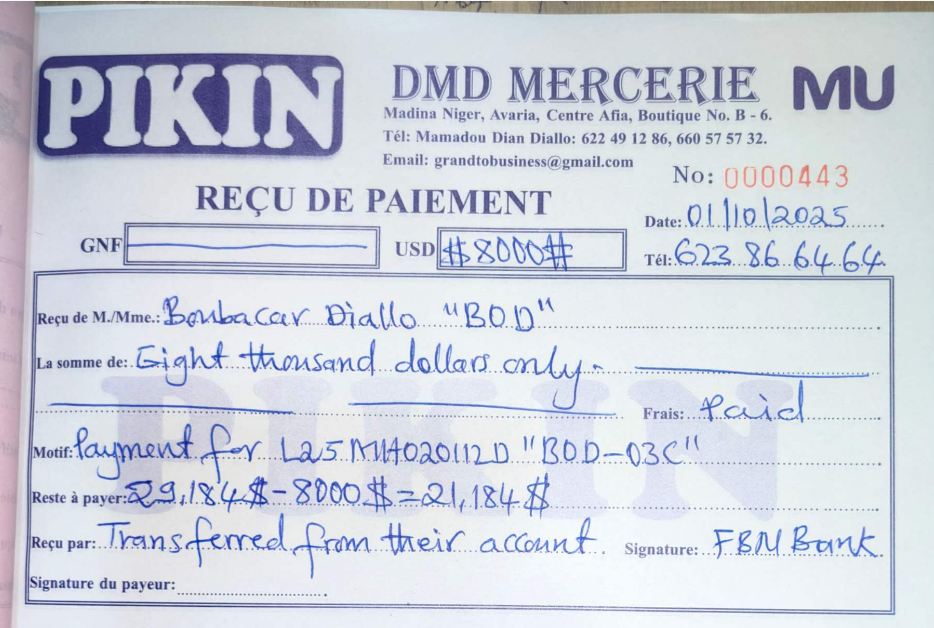 PIKIN
DMD MERCERIE MU
Madina Niger, Avaria, Centre Afia, Boutique No. B - 6.
Tél: Mamadou Dian Diallo: 622 49 12 86, 660 57 57 32.
Email: grandtobusiness@gmail.com
No: 0000443
REÇU DE PAIEMENT
Date: 01/10/2025
GNF USD #8000#
Tél: 623 86 64 64
Reçu de M./Mme.: Boubacar Diallo "BOD"
La somme de: Eight thousand dollars only.
Frais: Paid
Motif: Payment for "BOD-03C"
Reste à payer: 29,184$ - 8000$ = 21,184$
Reçu par: Transferred from their account. Signature: FBN Bank
Signature du payeur:
PIKIN